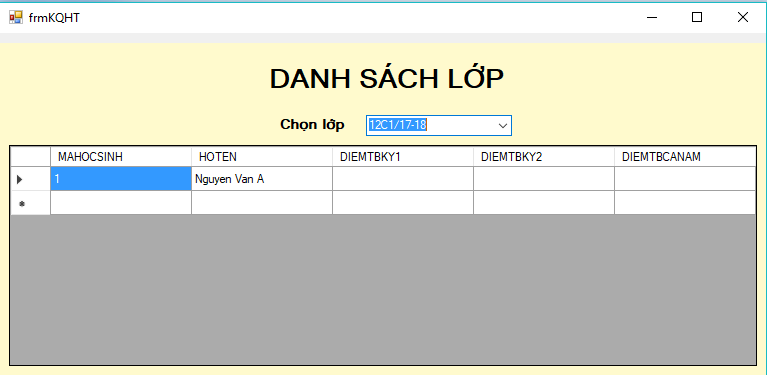 frmKQHT
DANH SÁCH LỚP
Chọn lớp 12C1/17-18
MAHOCSINH HOTEN DIEMTBKY1 DIEMTBKY2 DIEMTBCANAM
1 Nguyen Van A